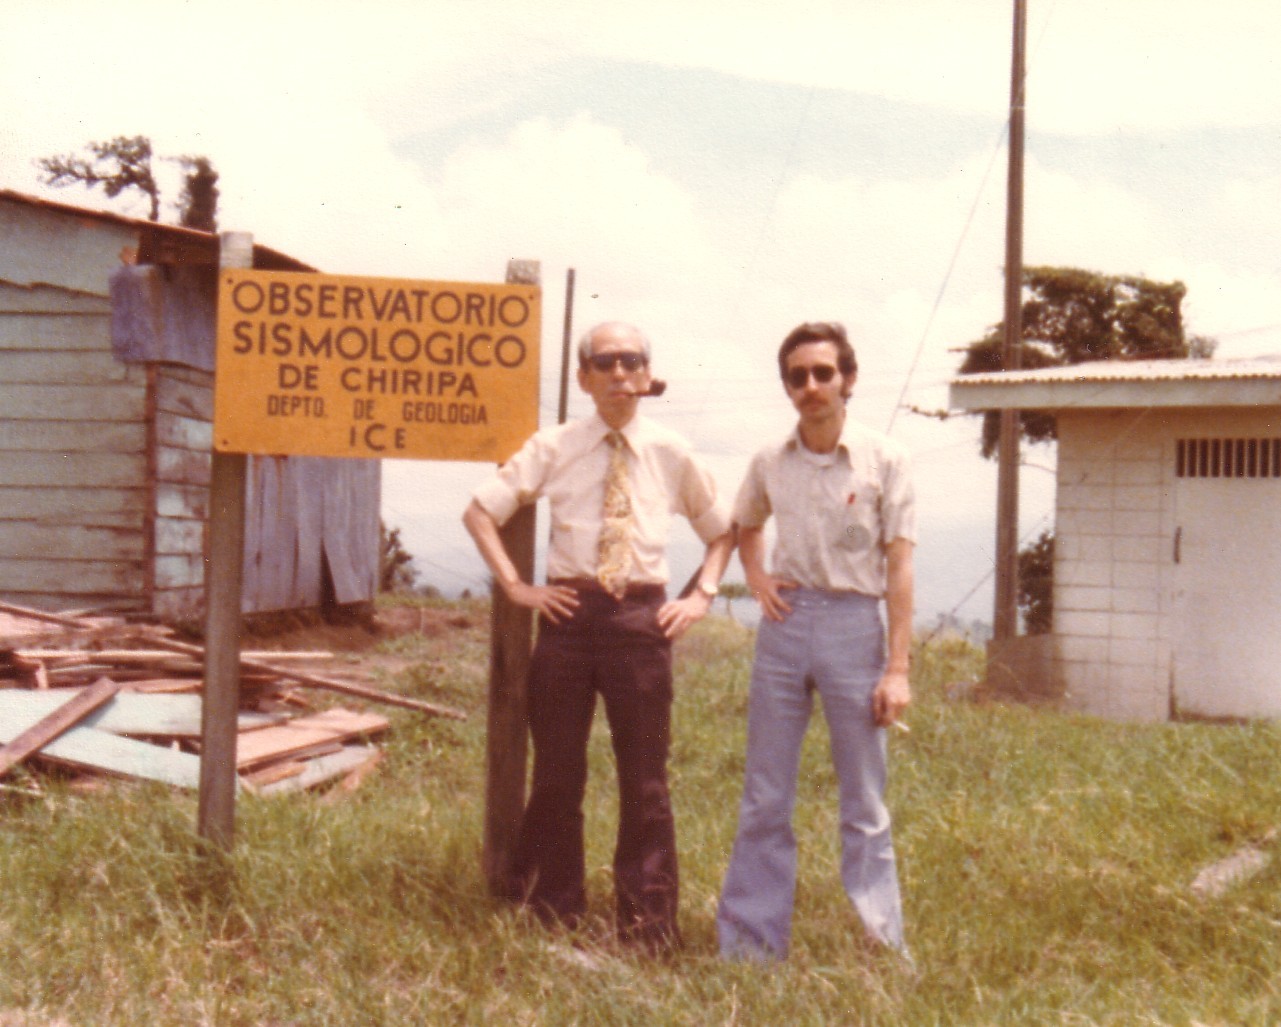 OBSERVATORIO
SISMOLOGICO
DE CHIRIPA
DEPTO. DE GEOLOGIA
ICE